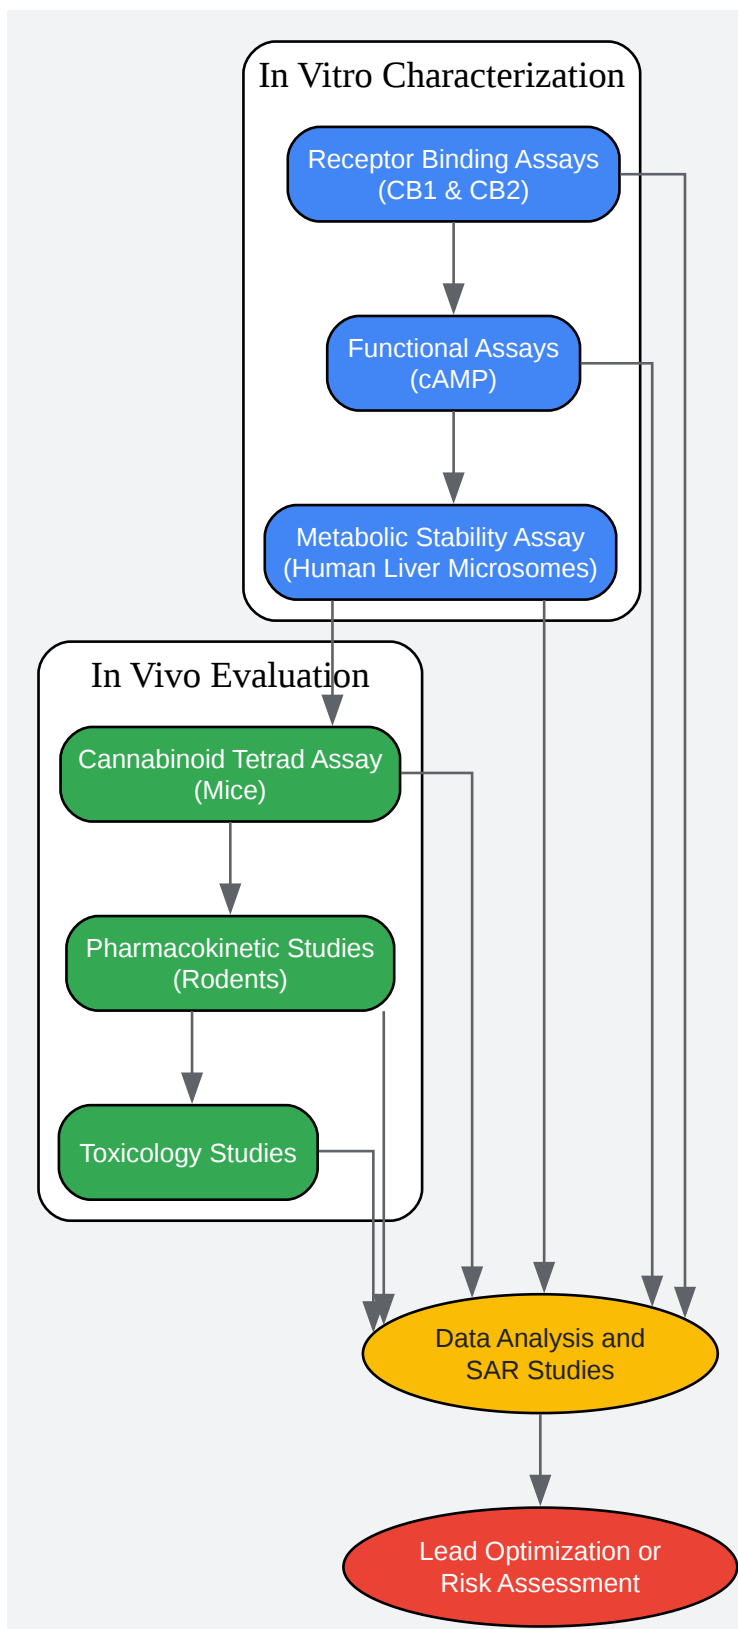 In Vitro Characterization
Receptor Binding Assays
(CB1 & CB2)
Functional Assays
(cAMP)
Metabolic Stability Assay
(Human Liver Microsomes)
In Vivo Evaluation
Cannabinoid Tetrad Assay
(Mice)
Pharmacokinetic Studies
(Rodents)
Toxicology Studies
Data Analysis and
SAR Studies
Lead Optimization or
Risk Assessment